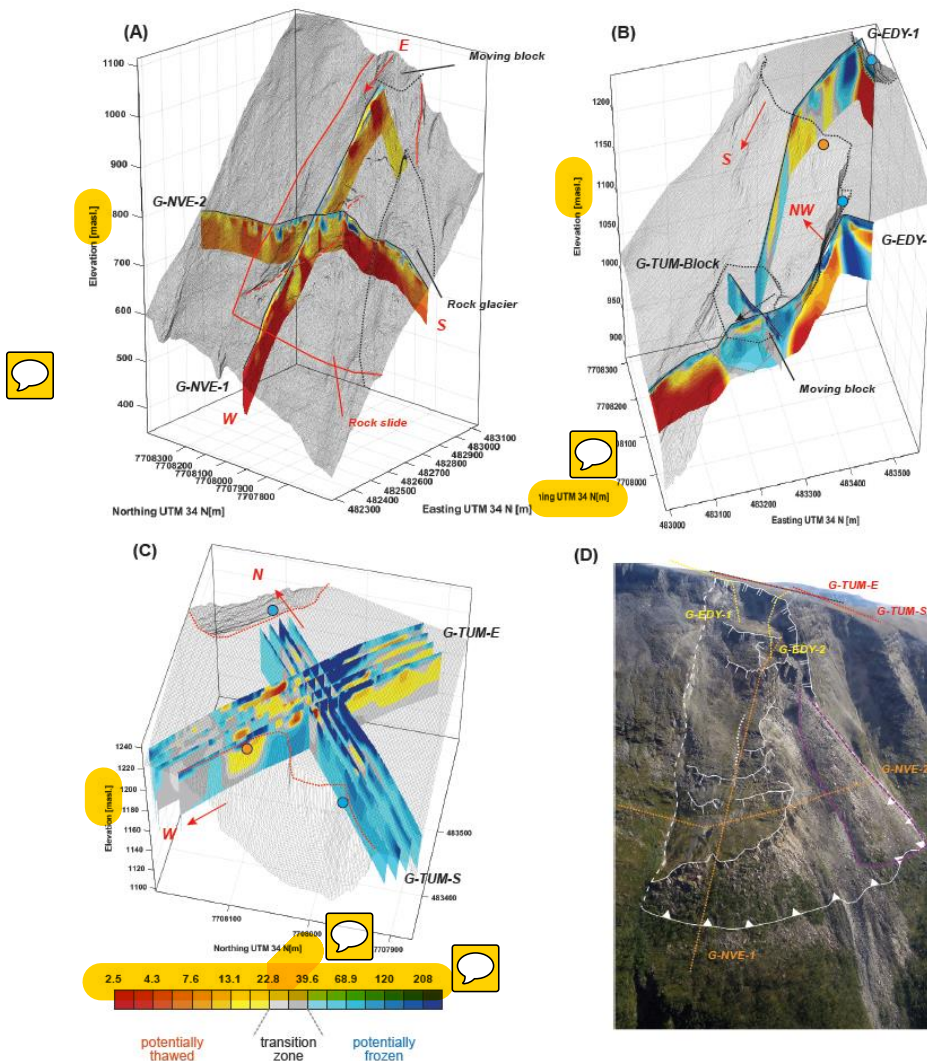 (A)
E
Moving block
1100
1000
900
800
700
600
500
400
Elevation [masl.]
G-NVE-2
Rock glacier
S
G-NVE-1
W
Rock slide
7708300
7708200
7708100
7708000
7707900
7707800
Northing UTM 34 N[m]
483100
483000
482900
482800
482700
482600
482500
482400
482300
Easting UTM 34 N [m]
(B)
G-EDY-1
1200
1150
1100
1050
1000
950
900
Elevation [masl.]
S
NW
G-EDY-
G-TUM-Block
Moving block
7708300
7708200
7708100
7708000
hing UTM 34 N[m]
483000
483100
483200
483300
483400
483500
Easting UTM 34 N [m]
(C)
N
G-TUM-E
1240
1220
1200
1180
1160
1140
1120
1100
Elevation [masl.]
W
G-TUM-S
483500
483400
7708100
7708000
7707900
Northing UTM 34 N[m]
2.5 4.3 7.6 13.1 22.8 39.6 68.9 120 208
potentially thawed
transition zone
potentially frozen
(D)
G-TUM-E
G-TUM-S
G-EDY-1
G-EDY-2
G-NVE-2
G-NVE-1